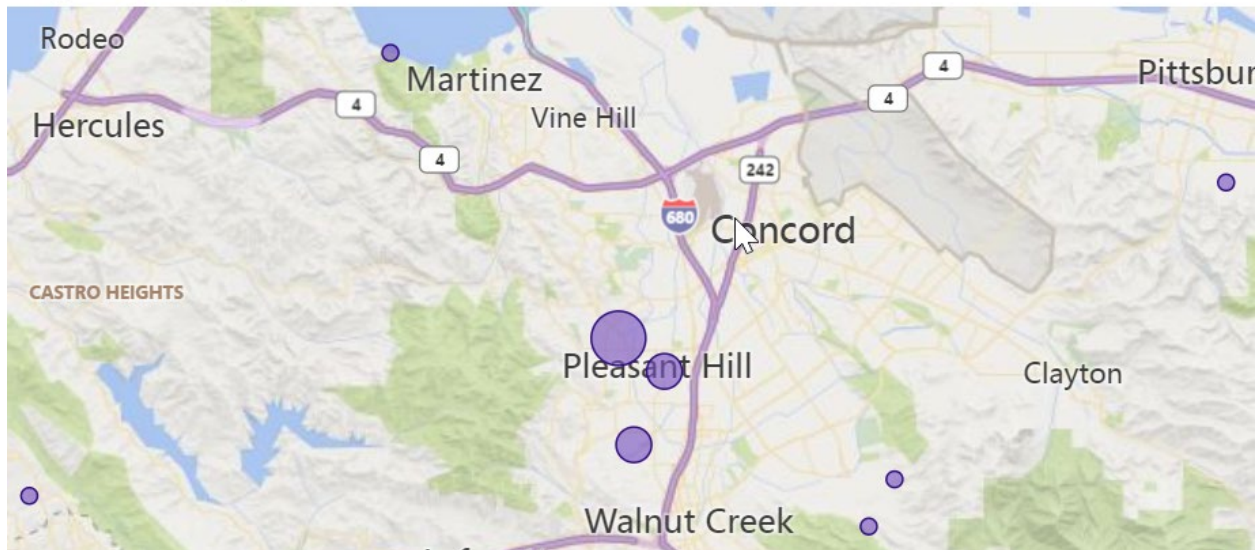 Rodeo
4
Martinez
4
Pittsbur
4
Vine Hill
Hercules
4
242
680
Concord
CASTRO HEIGHTS
Pleasant Hill
Clayton
Walnut Creek